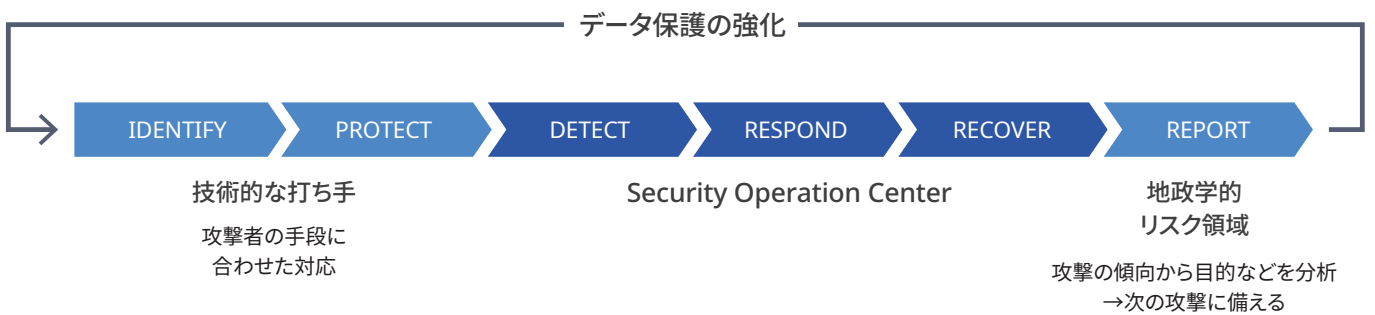 データ保護の強化
IDENTIFY
PROTECT
DETECT
RESPOND
RECOVER
REPORT
技術的な打ち手
攻撃者の手段に
合わせた対応
Security Operation Center
地政学的
リスク領域
攻撃の傾向から目的などを分析
→次の攻撃に備える